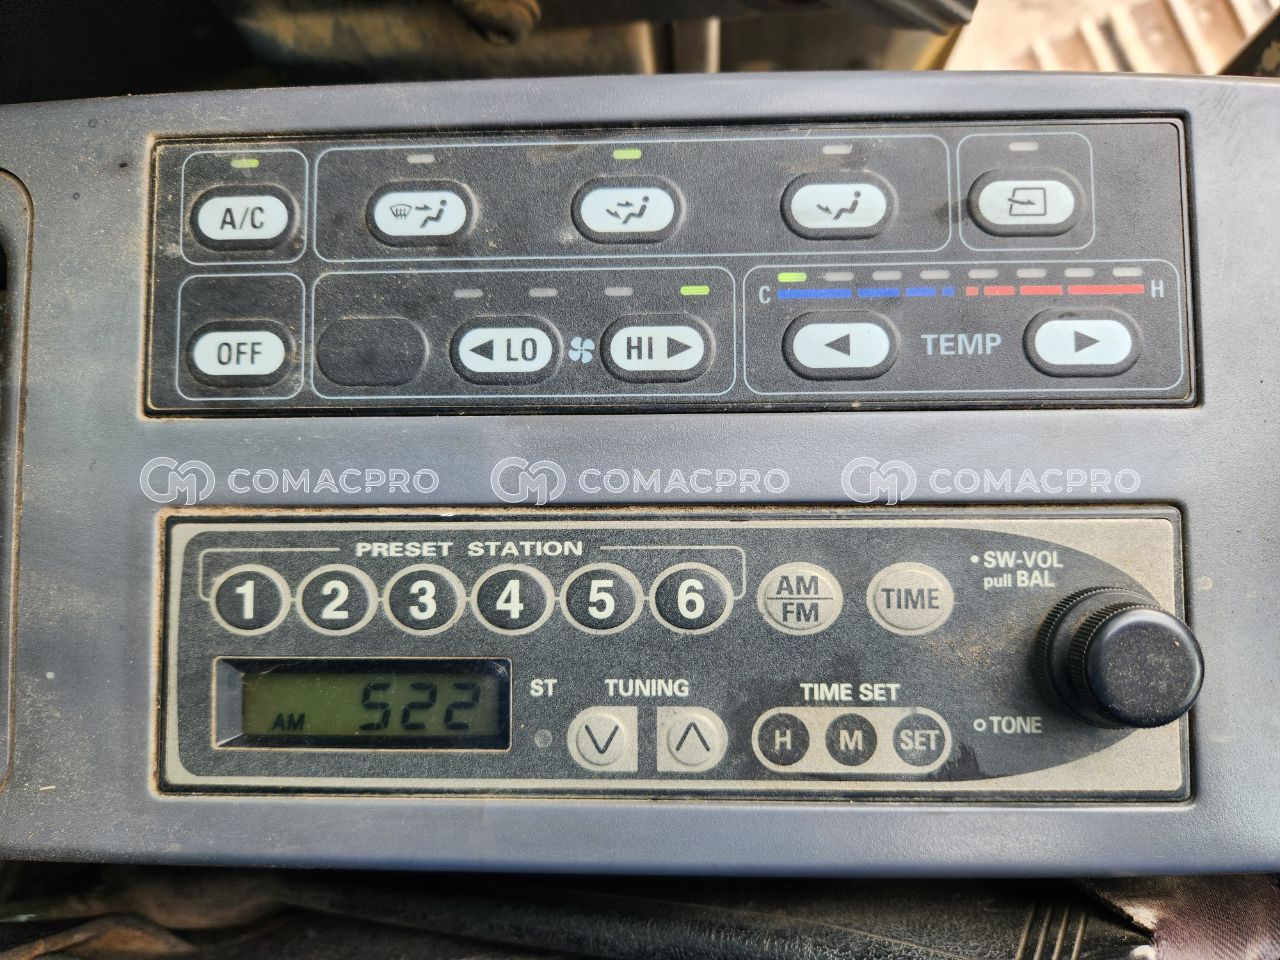 A/C
C H
OFF LO HI TEMP
COMACPRO COMACPRO COMACPRO
PRESET STATION
1 2 3 4 5 6 AM FM TIME
SW-VOL
pull BAL
AM 522
ST TUNING TIME SET
H M SET
TONE